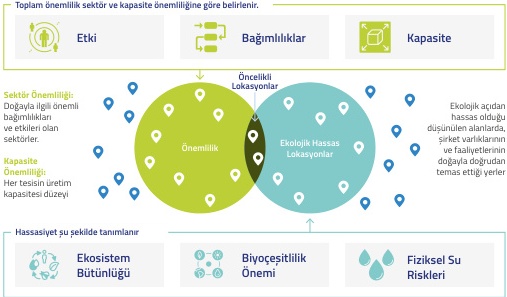 Toplam önemlilik sektör ve kapasite önemliliğine göre belirlenir.
Etki
Bağımlılıklar
Kapasite
Öncelikli
Lokasyonlar
Sektör Önemliliği:
Doğayla ilgili önemli
bağımlılıkları
ve etkileri olan
sektörler.
Kapasite
Önemliliği:
Her tesisin üretim
kapasitesi düzeyi
Önemlilik
Ekolojik Hassas
Lokasyonlar
Ekolojik açıdan
hassas olduğu
düşünülen alanlarda,
şirket varlıklarının
ve faaliyetlerinin
doğayla doğrudan
temas ettiği yerler
Hassasiyet şu şekilde tanımlanır
Ekosistem
Bütünlüğü
Biyoçeşitlilik
Önemi
Fiziksel Su
Riskleri